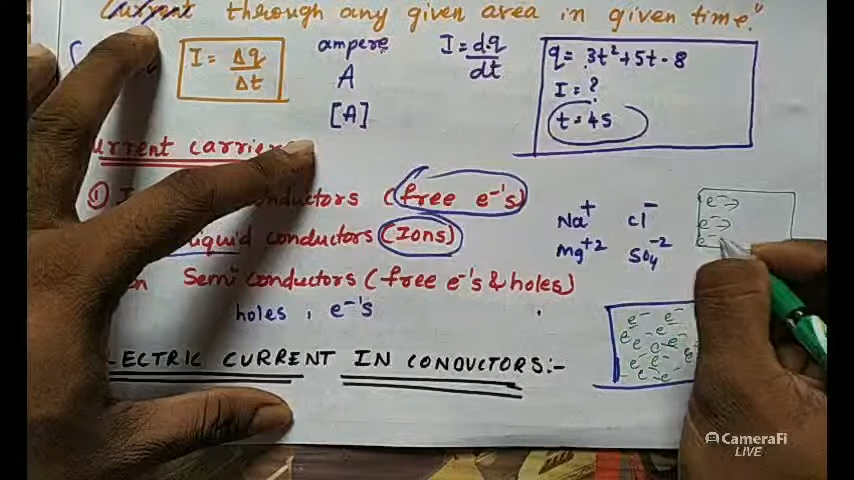 Current through any given area in given time."
I = Δq/Δt
ampere
A
[A]
I = dq/dt
q = 3t²+5t-8
I = ?
t = 4s
urrent carrier
① I conductors (free e⁻'s)
liquid conductors (Ions)
n Semi conductors (free e⁻'s & holes)
holes, e⁻'s
Na⁺ Cl⁻
Mg⁺² SO₄⁻²
e⁻→
e⁻→
e⁻
e⁻ e⁻
e⁻ e⁻ e⁻
e⁻ e⁻ e⁻ e⁻
e⁻ e⁻
e⁻ e⁻
ECTRIC CURRENT IN CONDUCTORS:-
CameraFi
LIVE